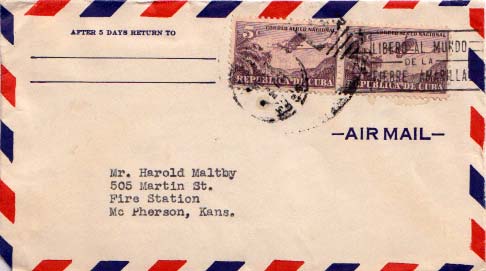 AFTER 5 DAYS RETURN TO
5
CORREO AEREO NACIONAL
REPUBLICA DE CUBA
CORREO AEREO NACIONAL
REPUBLICA DE CUBA
LIBERO AL MUNDO
DE LA
FIEBRE AMARILLA
—AIR MAIL—
Mr. Harold Maltby
505 Martin St.
Fire Station
Mc Pherson, Kans.